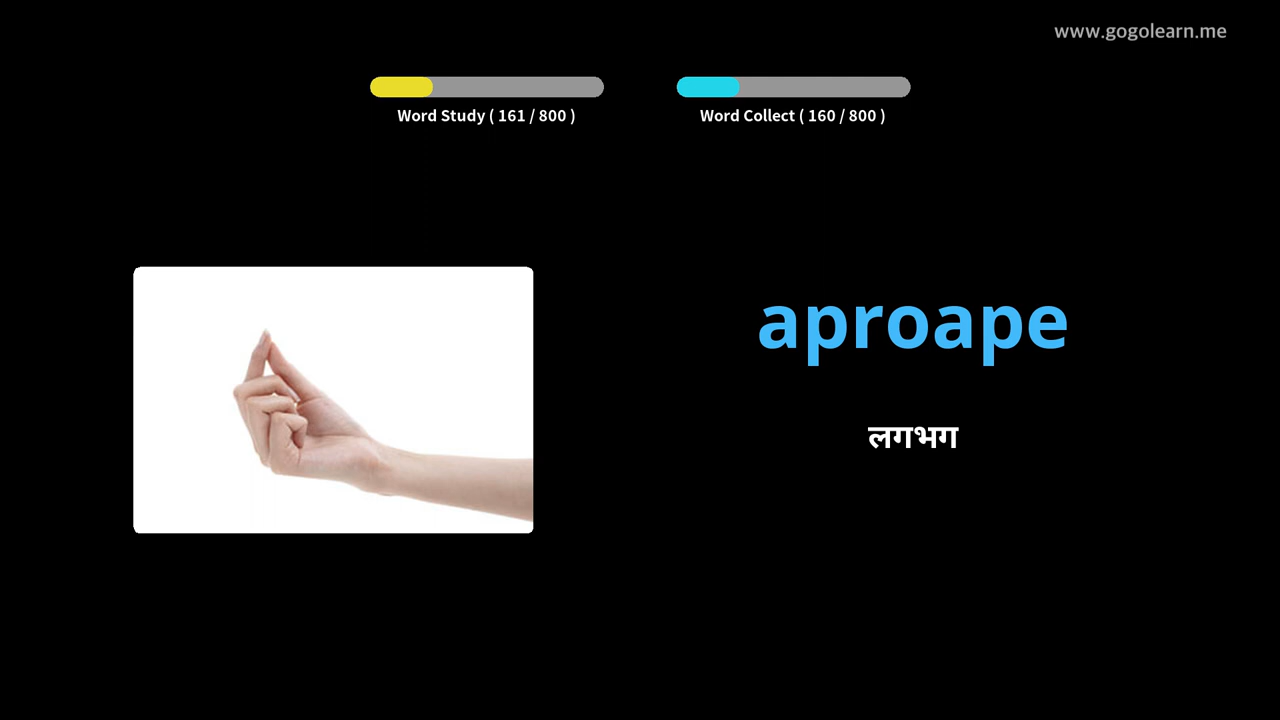 www.gogolearn.me
Word Study ( 161 / 800 )
Word Collect ( 160 / 800 )
aproape
लगभग